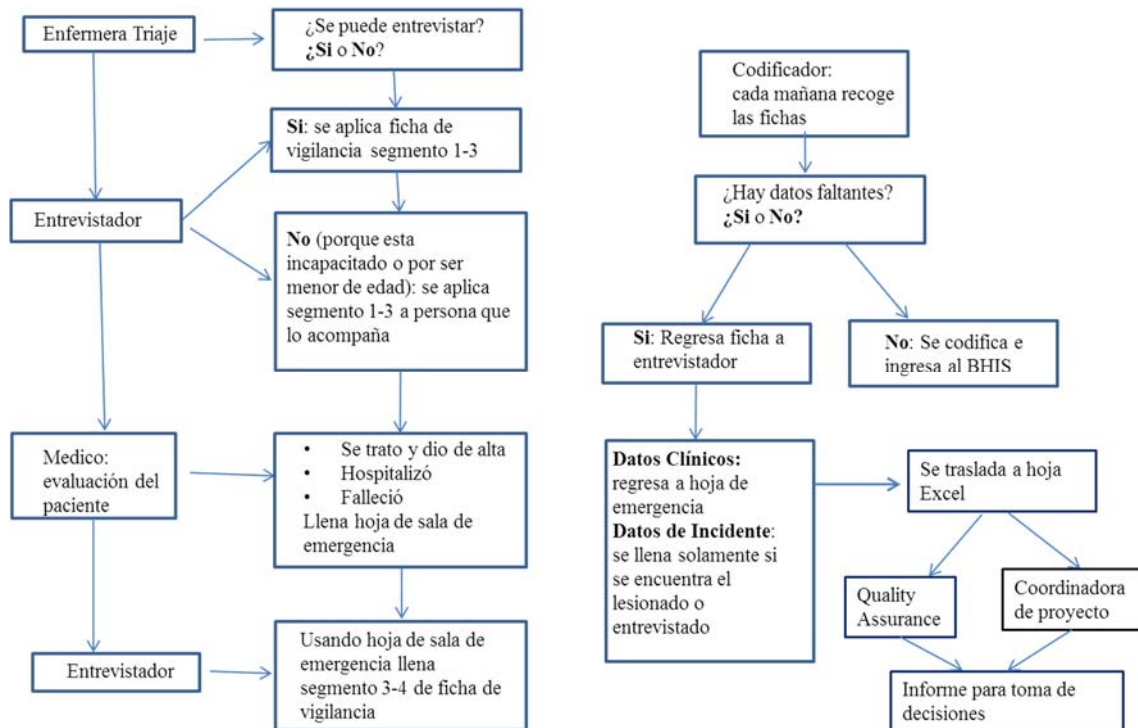 Enfermera Triaje
¿Se puede entrevistar?
¿Si o No?
Si: se aplica ficha de
vigilancia segmento 1-3
Entrevistador
No (porque esta
incapacitado o por ser
menor de edad): se aplica
segmento 1-3 a persona que
lo acompaña
Medico:
evaluación del
paciente
• Se trato y dio de alta
• Hospitalizó
• Falleció
Llena hoja de sala de
emergencia
Entrevistador
Usando hoja de sala de
emergencia llena
segmento 3-4 de ficha de
vigilancia
Codificador:
cada mañana recoge
las fichas
¿Hay datos faltantes?
¿Si o No?
Si: Regresa ficha a
entrevistador
No: Se codifica e
ingresa al BHIS
Datos Clínicos:
regresa a hoja de
emergencia
Datos de Incidente:
se llena solamente si
se encuentra el
lesionado o
entrevistado
Se traslada a hoja
Excel
Quality
Assurance
Coordinadora
de proyecto
Informe para toma de
decisiones